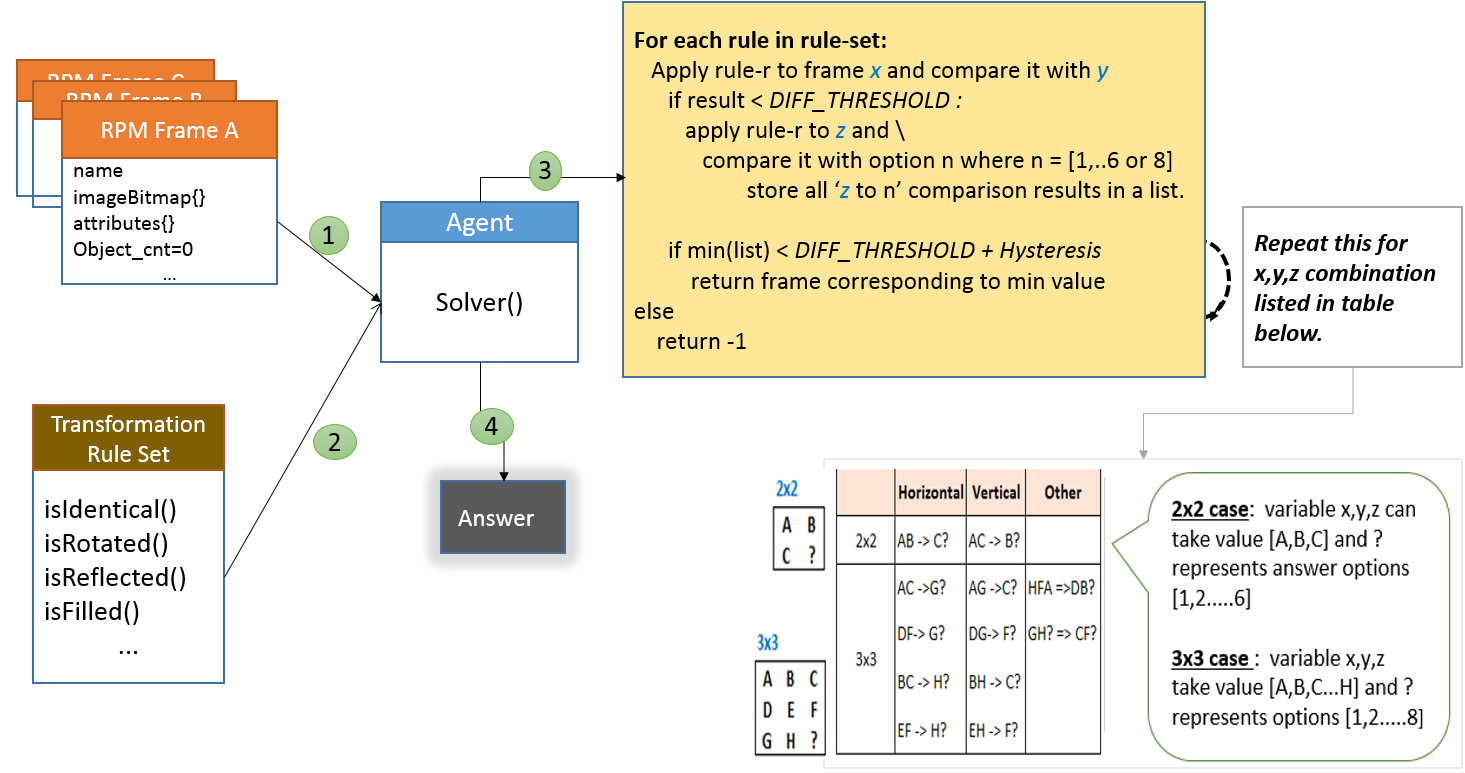 RPM Frame C
RPM Frame B
RPM Frame A
name
imageBitmap{}
attributes{}
Object_cnt=0
...
1
2
3
4
Agent
Solver()
Answer
Transformation
Rule Set
isIdentical()
isRotated()
isReflected()
isFilled()
...
For each rule in rule-set:
Apply rule-r to frame x and compare it with y
if result < DIFF_THRESHOLD :
apply rule-r to z and \
compare it with option n where n = [1,..6 or 8]
store all ‘z to n’ comparison results in a list.
if min(list) < DIFF_THRESHOLD + Hysteresis
return frame corresponding to min value
else
return -1
Repeat this for
x,y,z combination
listed in table
below.
2x2
A B
C ?
3x3
A B C
D E F
G H ?
Horizontal Vertical Other
2x2 AB -> C? AC -> B?
3x3
AC ->G? AG ->C? HFA =>DB?
DF-> G? DG-> F? GH? => CF?
BC -> H? BH -> C?
EF -> H? EH -> F?
2x2 case: variable x,y,z can
take value [A,B,C] and ?
represents answer options
[1,2.....6]
3x3 case : variable x,y,z
take value [A,B,C...H] and ?
represents options [1,2.....8]